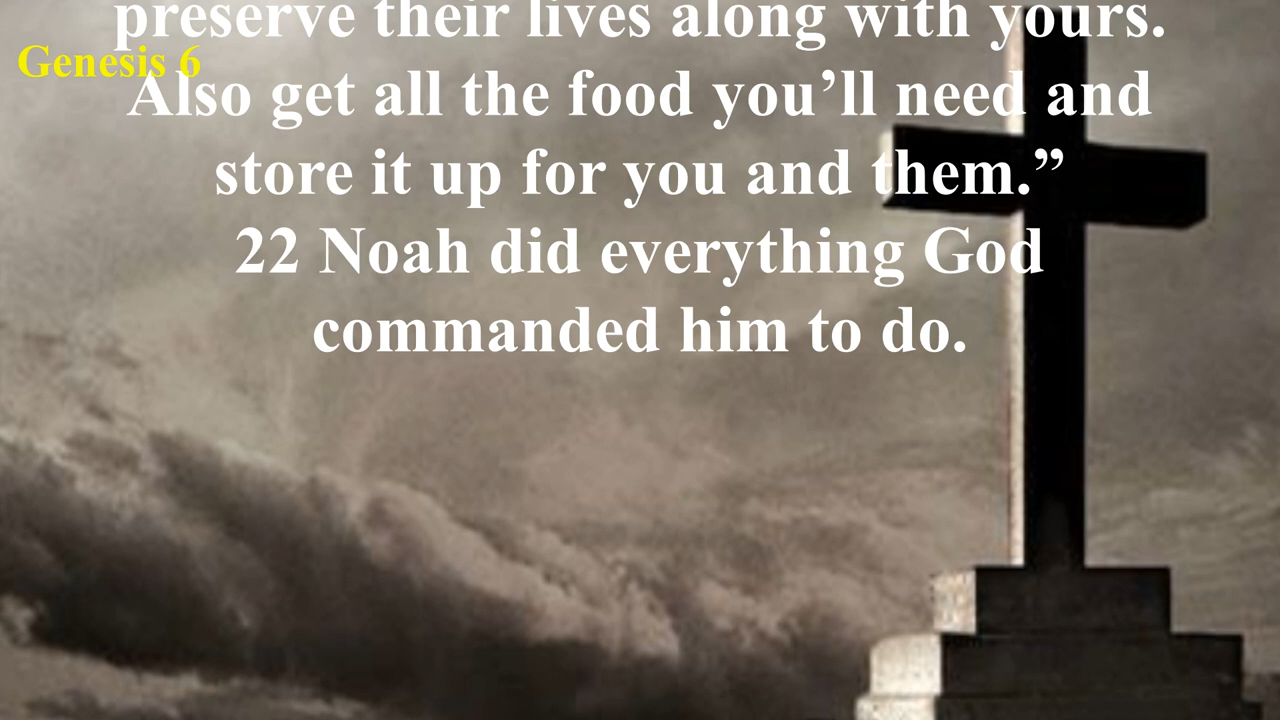 preserve their lives along with yours.
Genesis 6
Also get all the food you’ll need and
store it up for you and them.”
22 Noah did everything God
commanded him to do.